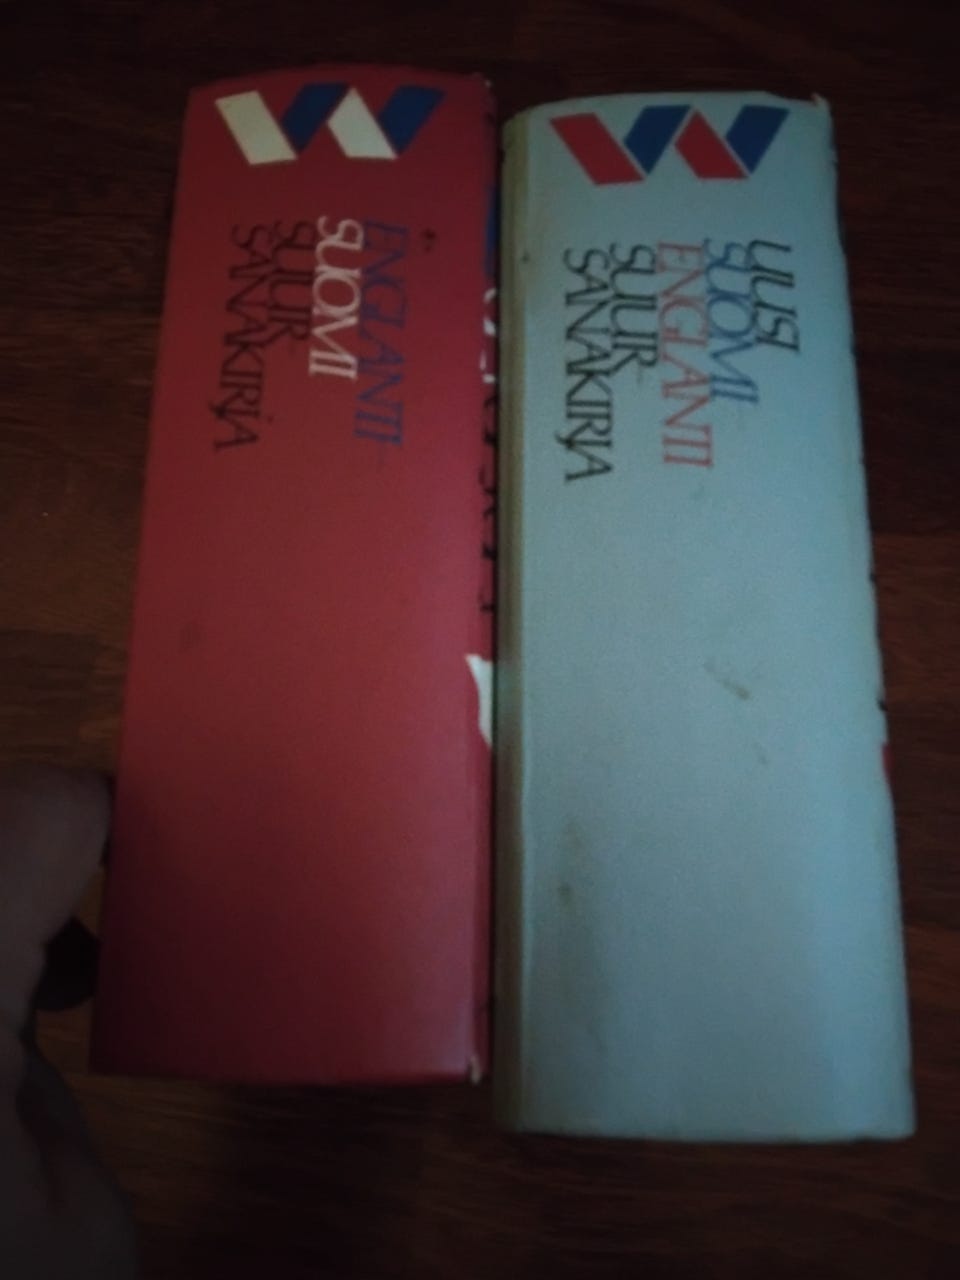 ENGLANTI-
SUOMI
SUUR-
SANAKIRJA
UUSI
SUOMI-
ENGLANTI
SUUR-
SANAKIRJA